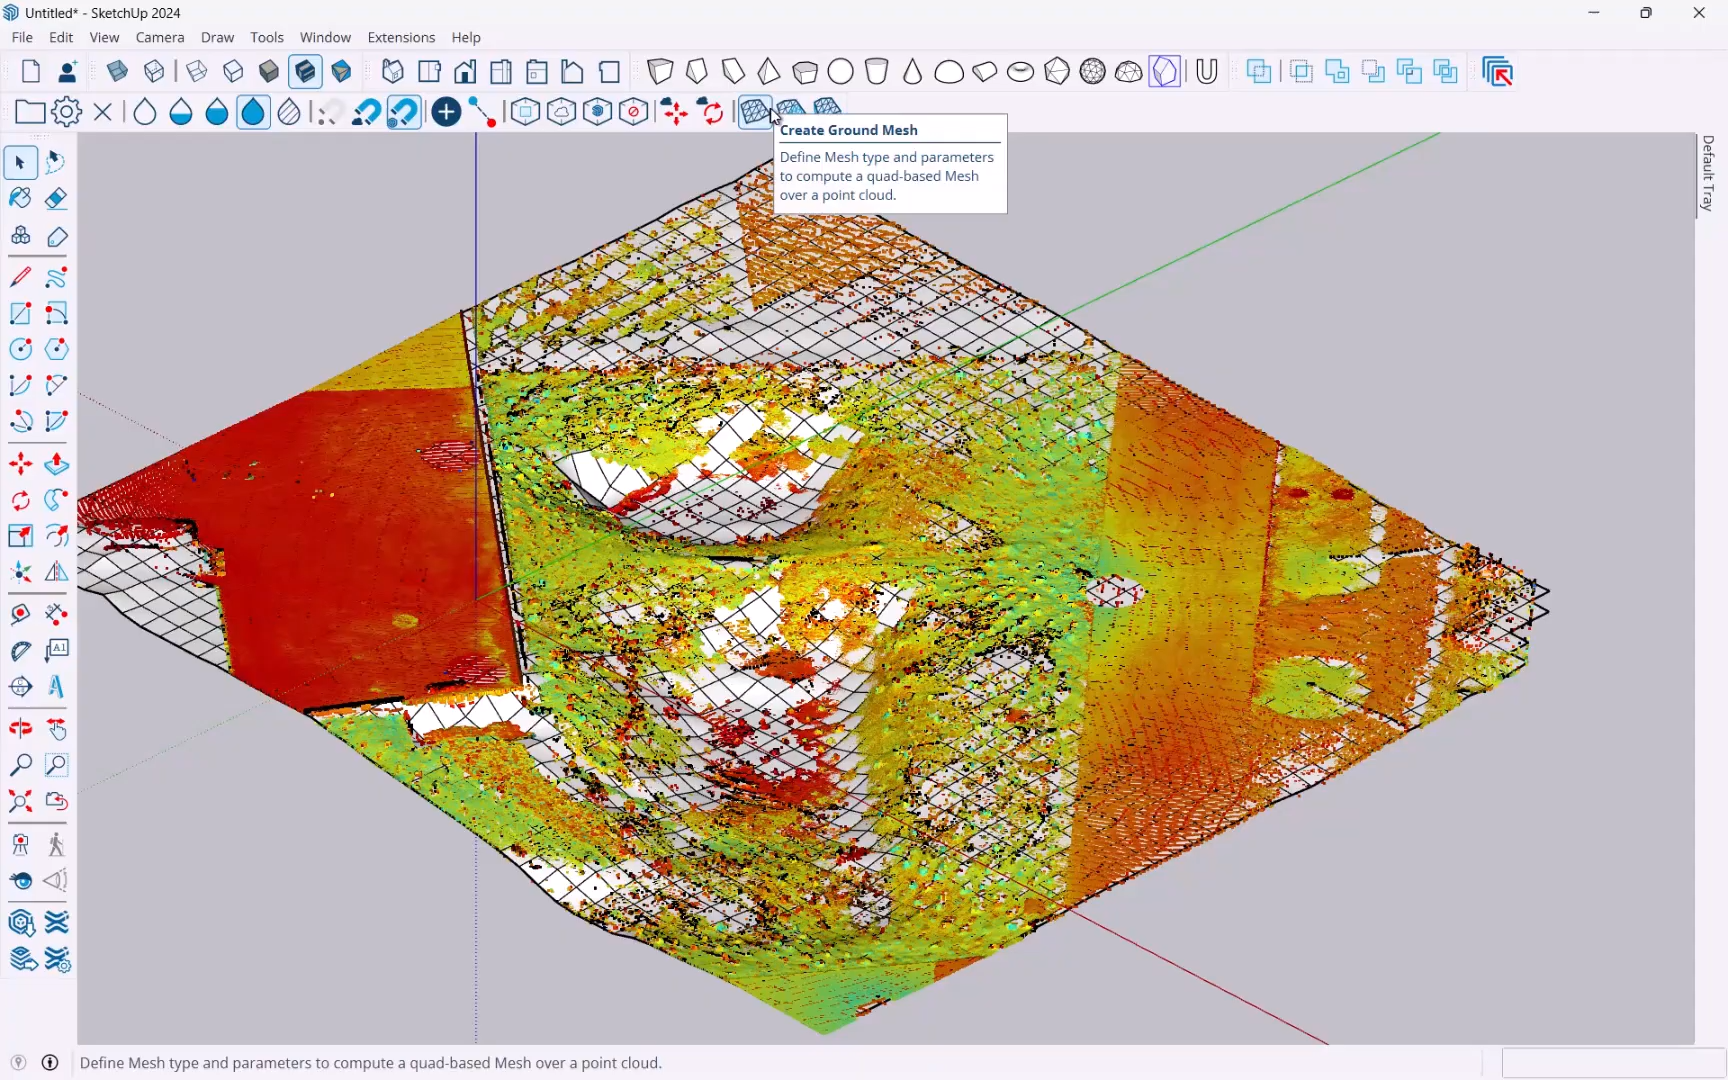 Untitled* - SketchUp 2024
File Edit View Camera Draw Tools Window Extensions Help
Create Ground Mesh
Define Mesh type and parameters
to compute a quad-based Mesh
over a point cloud.
Default Tray
A1
A
Define Mesh type and parameters to compute a quad-based Mesh over a point cloud.